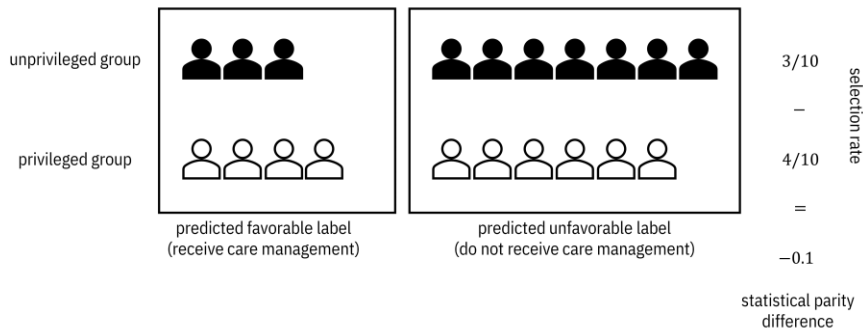 unprivileged group
3/10
−
selection rate
privileged group
4/10
=
predicted favorable label
(receive care management)
predicted unfavorable label
(do not receive care management)
−0.1
statistical parity
difference